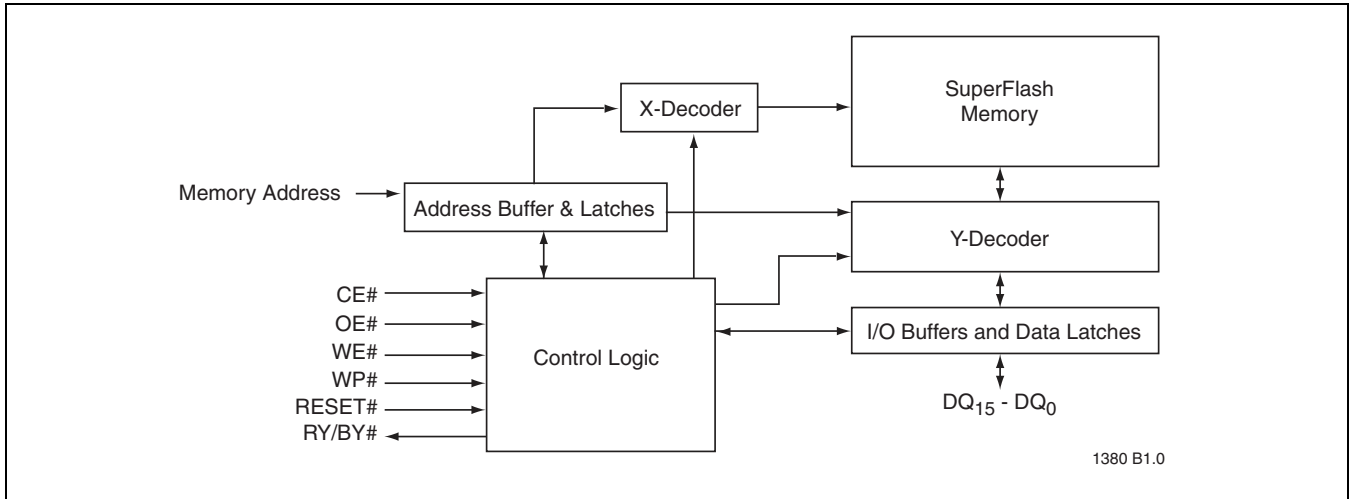 SuperFlash
Memory
X-Decoder
Memory Address
Address Buffer & Latches
Y-Decoder
CE#
OE#
WE#
WP#
RESET#
RY/BY#
Control Logic
I/O Buffers and Data Latches
DQ15 - DQ0
1380 B1.0